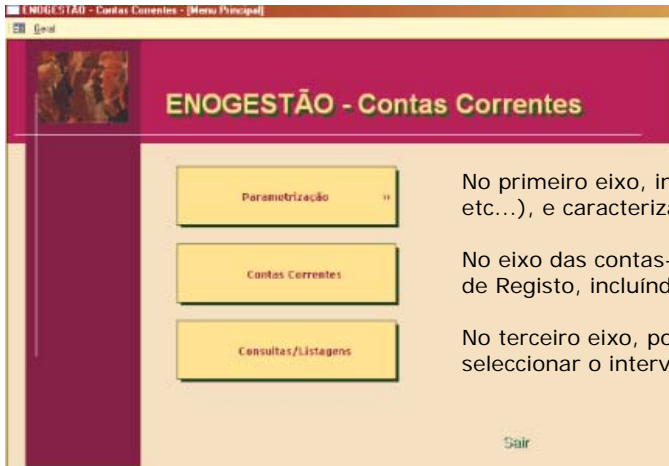 ENOGESTÃO - Contas Correntes - [Menu Principal]
Geral
ENOGESTÃO - Contas Correntes
Parametrização »
No primeiro eixo, in
etc...), e caracteriza
Contas Correntes
No eixo das contas-
de Registo, incluínd
Consultas/Listagens
No terceiro eixo, po
seleccionar o interv
Sair